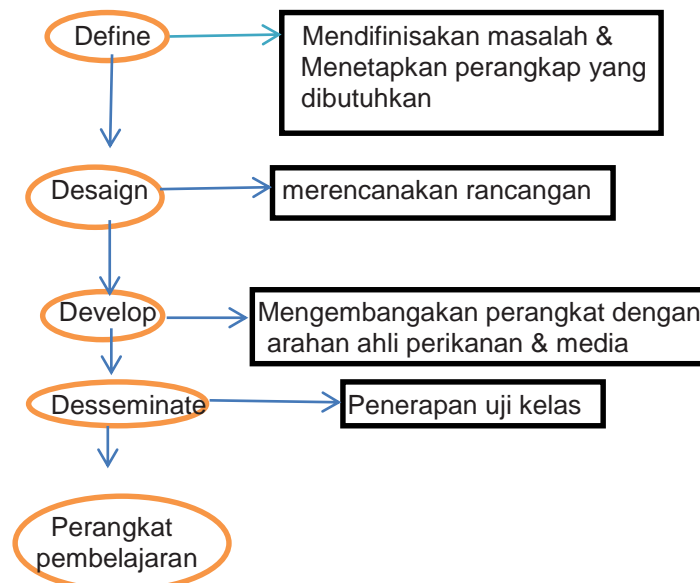 Define
Mendifinisakan masalah &
Menetapkan perangkap yang
dibutuhkan
Desaign
merencanakan rancangan
Develop
Mengembangakan perangkat dengan
arahan ahli perikanan & media
Desseminate
Penerapan uji kelas
Perangkat
pembelajaran